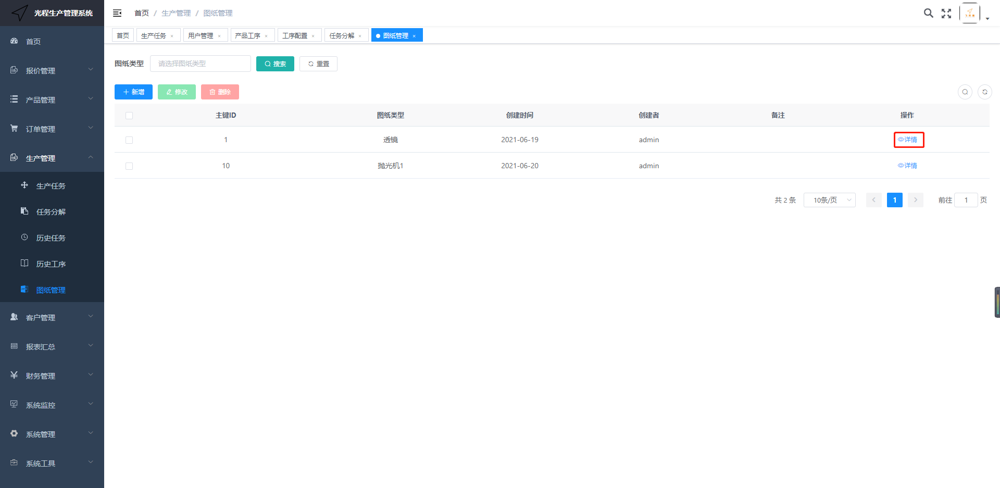 光程生产管理系统
首页 / 生产管理 / 图纸管理
首页 生产任务 × 用户管理 × 产品工序 × 工序配置 × 任务分解 × 图纸管理 ×
首页
报价管理
产品管理
订单管理
生产管理
生产任务
任务分解
历史任务
历史工序
图纸管理
客户管理
报表汇总
财务管理
系统监控
系统管理
系统工具
图纸类型 请选择图纸类型 搜索 重置
新增 修改 删除
主键ID 图纸类型 创建时间 创建者 备注 操作
1 透镜 2021-06-19 admin 详情
10 抛光机1 2021-06-20 admin 详情
共 2 条 10条/页 1 前往 1 页